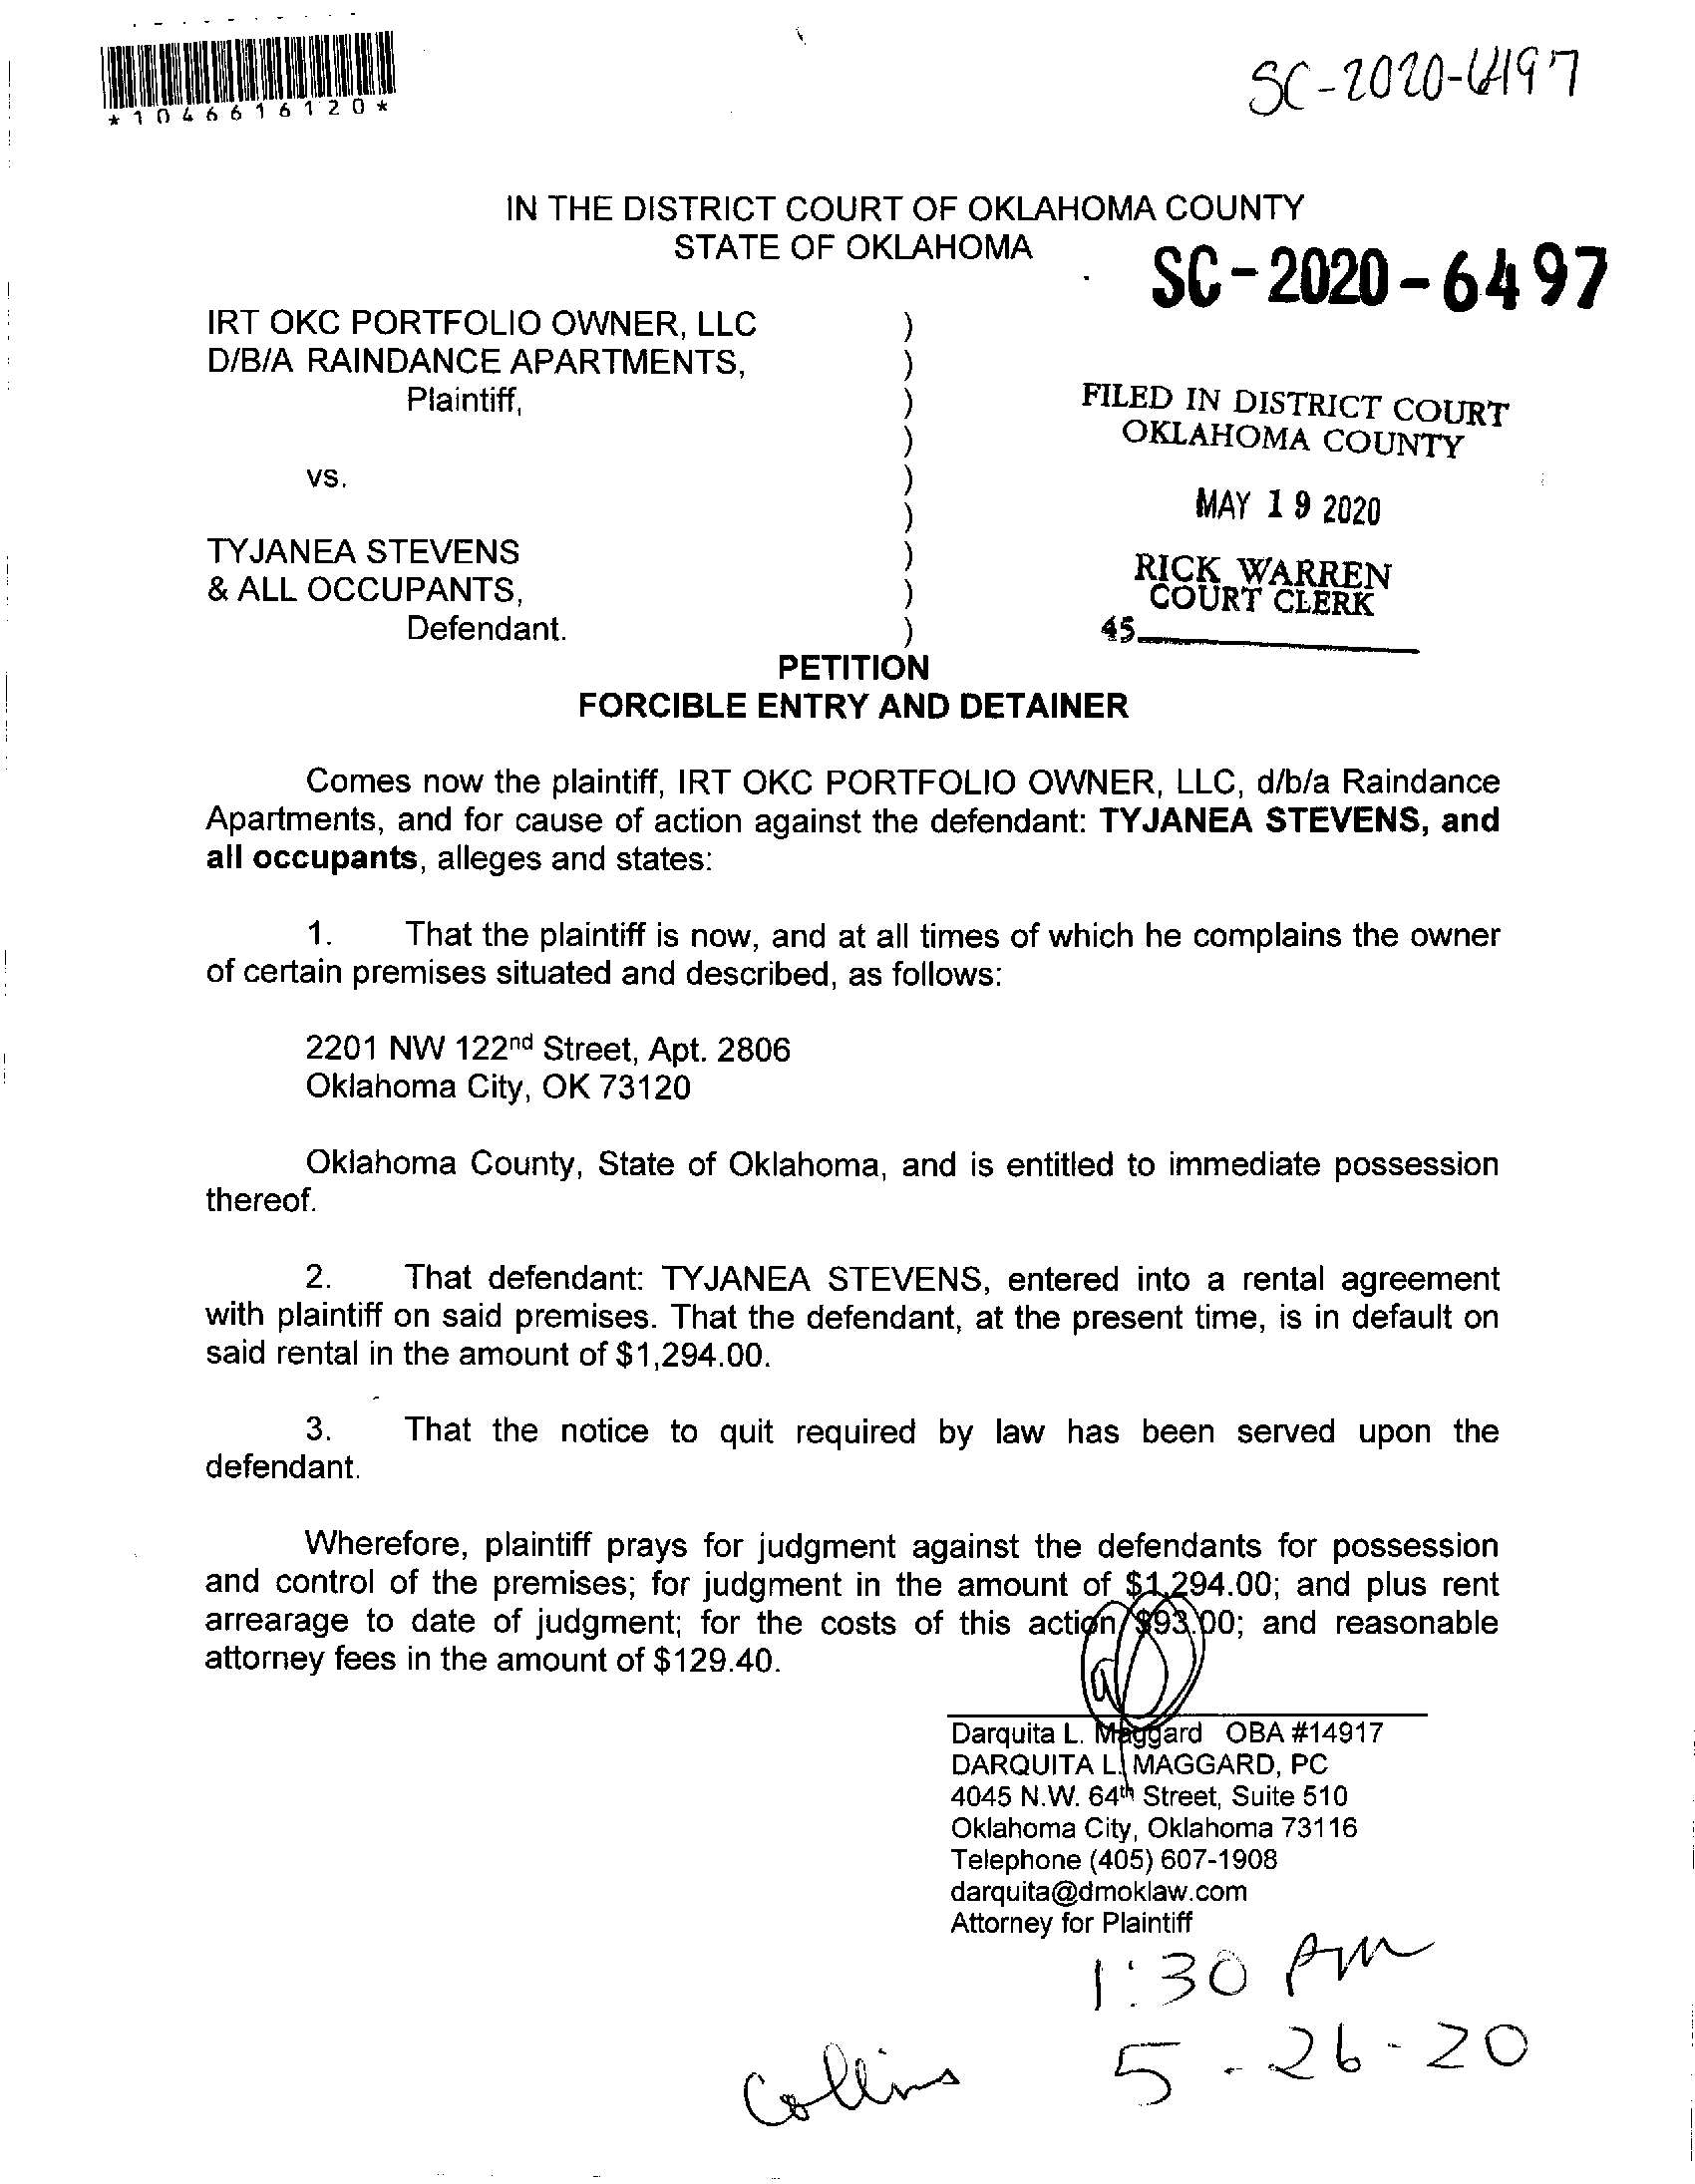 *1046616120*
SC-2020-6497
IN THE DISTRICT COURT OF OKLAHOMA COUNTY
STATE OF OKLAHOMA
SC-2020-6497
IRT OKC PORTFOLIO OWNER, LLC )
D/B/A RAINDANCE APARTMENTS, )
Plaintiff, )
)
vs. )
)
TYJANEA STEVENS )
& ALL OCCUPANTS, )
Defendant. )
FILED IN DISTRICT COURT
OKLAHOMA COUNTY
MAY 19 2020
RICK WARREN
COURT CLERK
45
PETITION
FORCIBLE ENTRY AND DETAINER
Comes now the plaintiff, IRT OKC PORTFOLIO OWNER, LLC, d/b/a Raindance
Apartments, and for cause of action against the defendant: TYJANEA STEVENS, and
all occupants, alleges and states:
1. That the plaintiff is now, and at all times of which he complains the owner
of certain premises situated and described, as follows:
2201 NW 122nd Street, Apt. 2806
Oklahoma City, OK 73120
Oklahoma County, State of Oklahoma, and is entitled to immediate possession
thereof.
2. That defendant: TYJANEA STEVENS, entered into a rental agreement
with plaintiff on said premises. That the defendant, at the present time, is in default on
said rental in the amount of $1,294.00.
3. That the notice to quit required by law has been served upon the
defendant.
Wherefore, plaintiff prays for judgment against the defendants for possession
and control of the premises; for judgment in the amount of $1,294.00; and plus rent
arrearage to date of judgment; for the costs of this action $93.00; and reasonable
attorney fees in the amount of $129.40.
Darquita L. Maggard OBA #14917
DARQUITA L. MAGGARD, PC
4045 N.W. 64th Street, Suite 510
Oklahoma City, Oklahoma 73116
Telephone (405) 607-1908
darquita@dmoklaw.com
Attorney for Plaintiff
1:30 PM
5-26-20
Collins